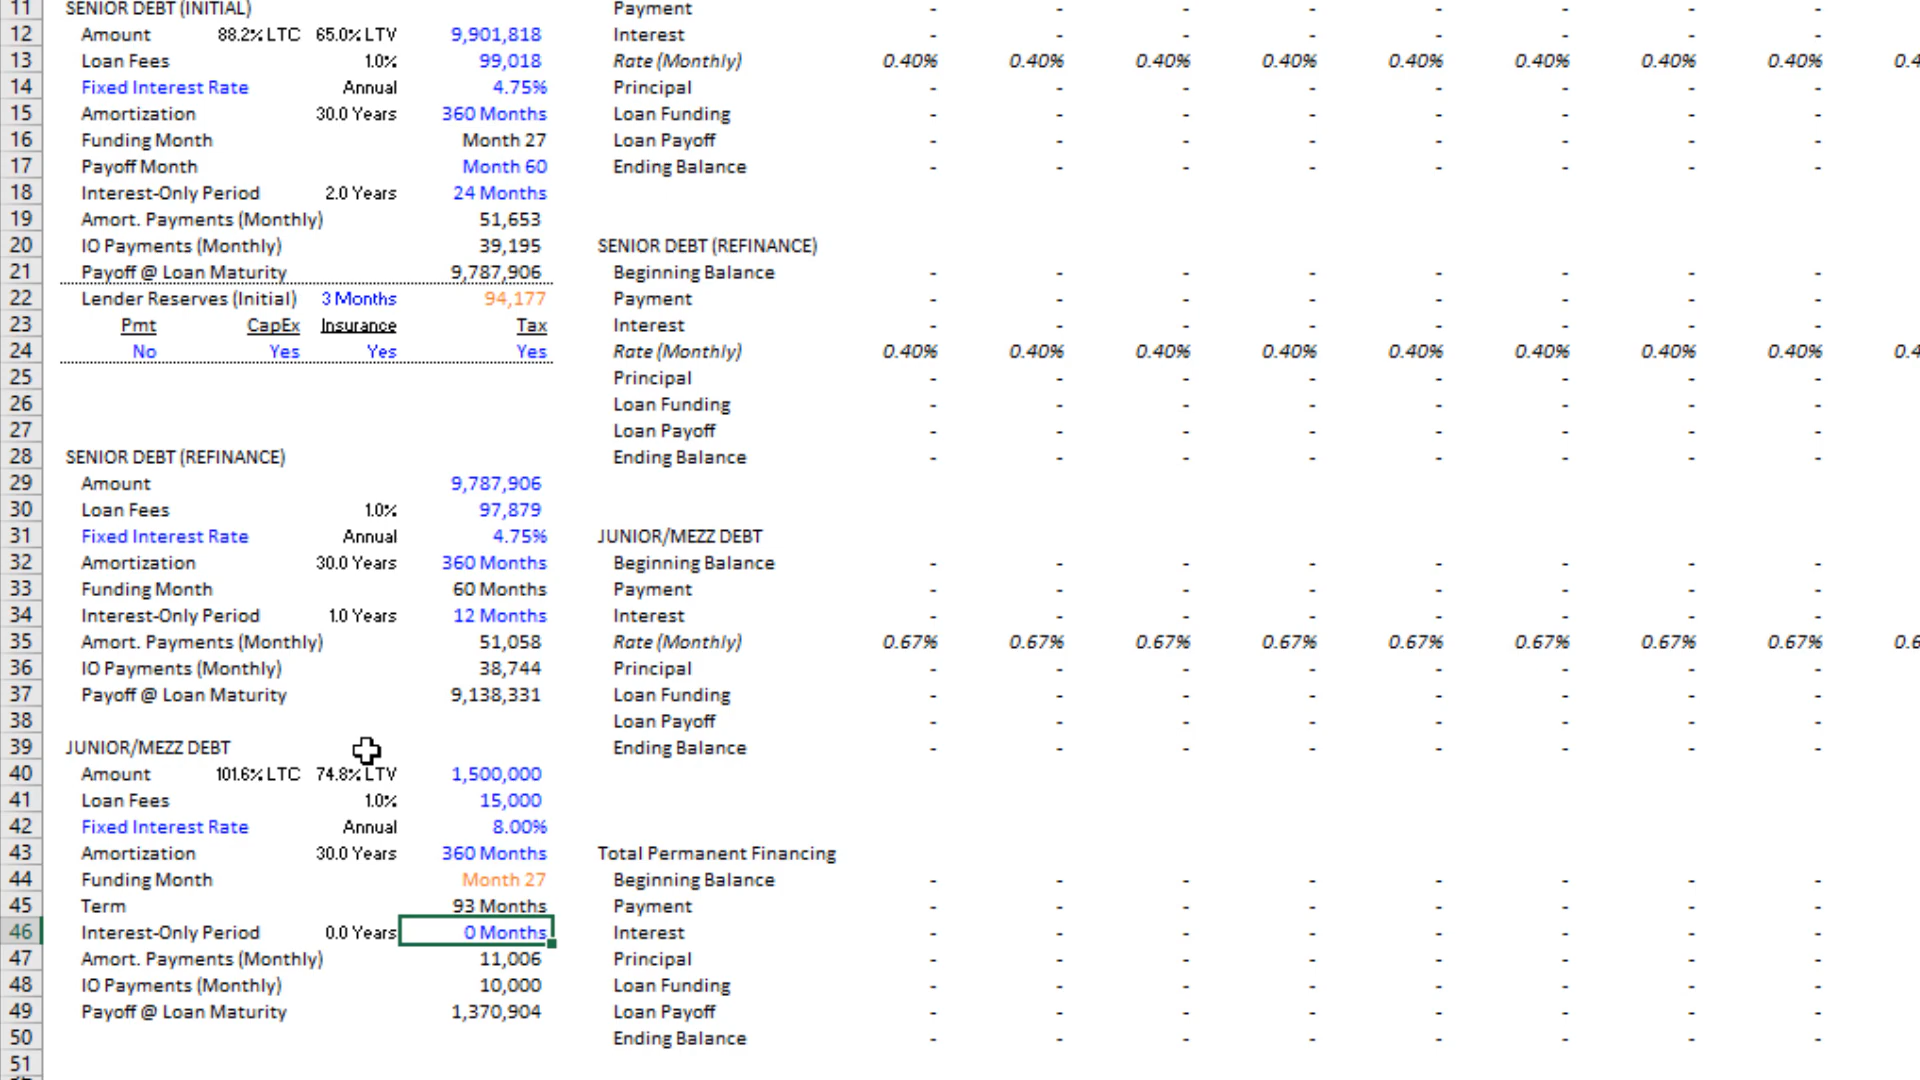 11 SENIOR DEBT (INITIAL) Payment - - - - - - - -
12 Amount 88.2% LTC 65.0% LTV 9,901,818 Interest - - - - - - - -
13 Loan Fees 1.0% 99,018 Rate (Monthly) 0.40% 0.40% 0.40% 0.40% 0.40% 0.40% 0.40% 0.40% 0.4
14 Fixed Interest Rate Annual 4.75% Principal - - - - - - - -
15 Amortization 30.0 Years 360 Months Loan Funding - - - - - - - -
16 Funding Month Month 27 Loan Payoff - - - - - - - -
17 Payoff Month Month 60 Ending Balance - - - - - - - -
18 Interest-Only Period 2.0 Years 24 Months
19 Amort. Payments (Monthly) 51,653
20 IO Payments (Monthly) 39,195 SENIOR DEBT (REFINANCE)
21 Payoff @ Loan Maturity 9,787,906 Beginning Balance - - - - - - - -
22 Lender Reserves (Initial) 3 Months 94,177 Payment - - - - - - - -
23 Pmt CapEx Insurance Tax Interest - - - - - - - -
24 No Yes Yes Yes Rate (Monthly) 0.40% 0.40% 0.40% 0.40% 0.40% 0.40% 0.40% 0.40% 0.4
25 Principal - - - - - - - -
26 Loan Funding - - - - - - - -
27 Loan Payoff - - - - - - - -
28 SENIOR DEBT (REFINANCE) Ending Balance - - - - - - - -
29 Amount 9,787,906
30 Loan Fees 1.0% 97,879
31 Fixed Interest Rate Annual 4.75% JUNIOR/MEZZ DEBT
32 Amortization 30.0 Years 360 Months Beginning Balance - - - - - - - -
33 Funding Month 60 Months Payment - - - - - - - -
34 Interest-Only Period 1.0 Years 12 Months Interest - - - - - - - -
35 Amort. Payments (Monthly) 51,058 Rate (Monthly) 0.67% 0.67% 0.67% 0.67% 0.67% 0.67% 0.67% 0.67% 0.6
36 IO Payments (Monthly) 38,744 Principal - - - - - - - -
37 Payoff @ Loan Maturity 9,138,331 Loan Funding - - - - - - - -
38 Loan Payoff - - - - - - - -
39 JUNIOR/MEZZ DEBT Ending Balance - - - - - - - -
40 Amount 101.6% LTC 74.8% LTV 1,500,000
41 Loan Fees 1.0% 15,000
42 Fixed Interest Rate Annual 8.00%
43 Amortization 30.0 Years 360 Months Total Permanent Financing
44 Funding Month Month 27 Beginning Balance - - - - - - - -
45 Term 93 Months Payment - - - - - - - -
46 Interest-Only Period 0.0 Years 0 Months Interest - - - - - - - -
47 Amort. Payments (Monthly) 11,006 Principal - - - - - - - -
48 IO Payments (Monthly) 10,000 Loan Funding - - - - - - - -
49 Payoff @ Loan Maturity 1,370,904 Loan Payoff - - - - - - - -
50 Ending Balance - - - - - - - -
51